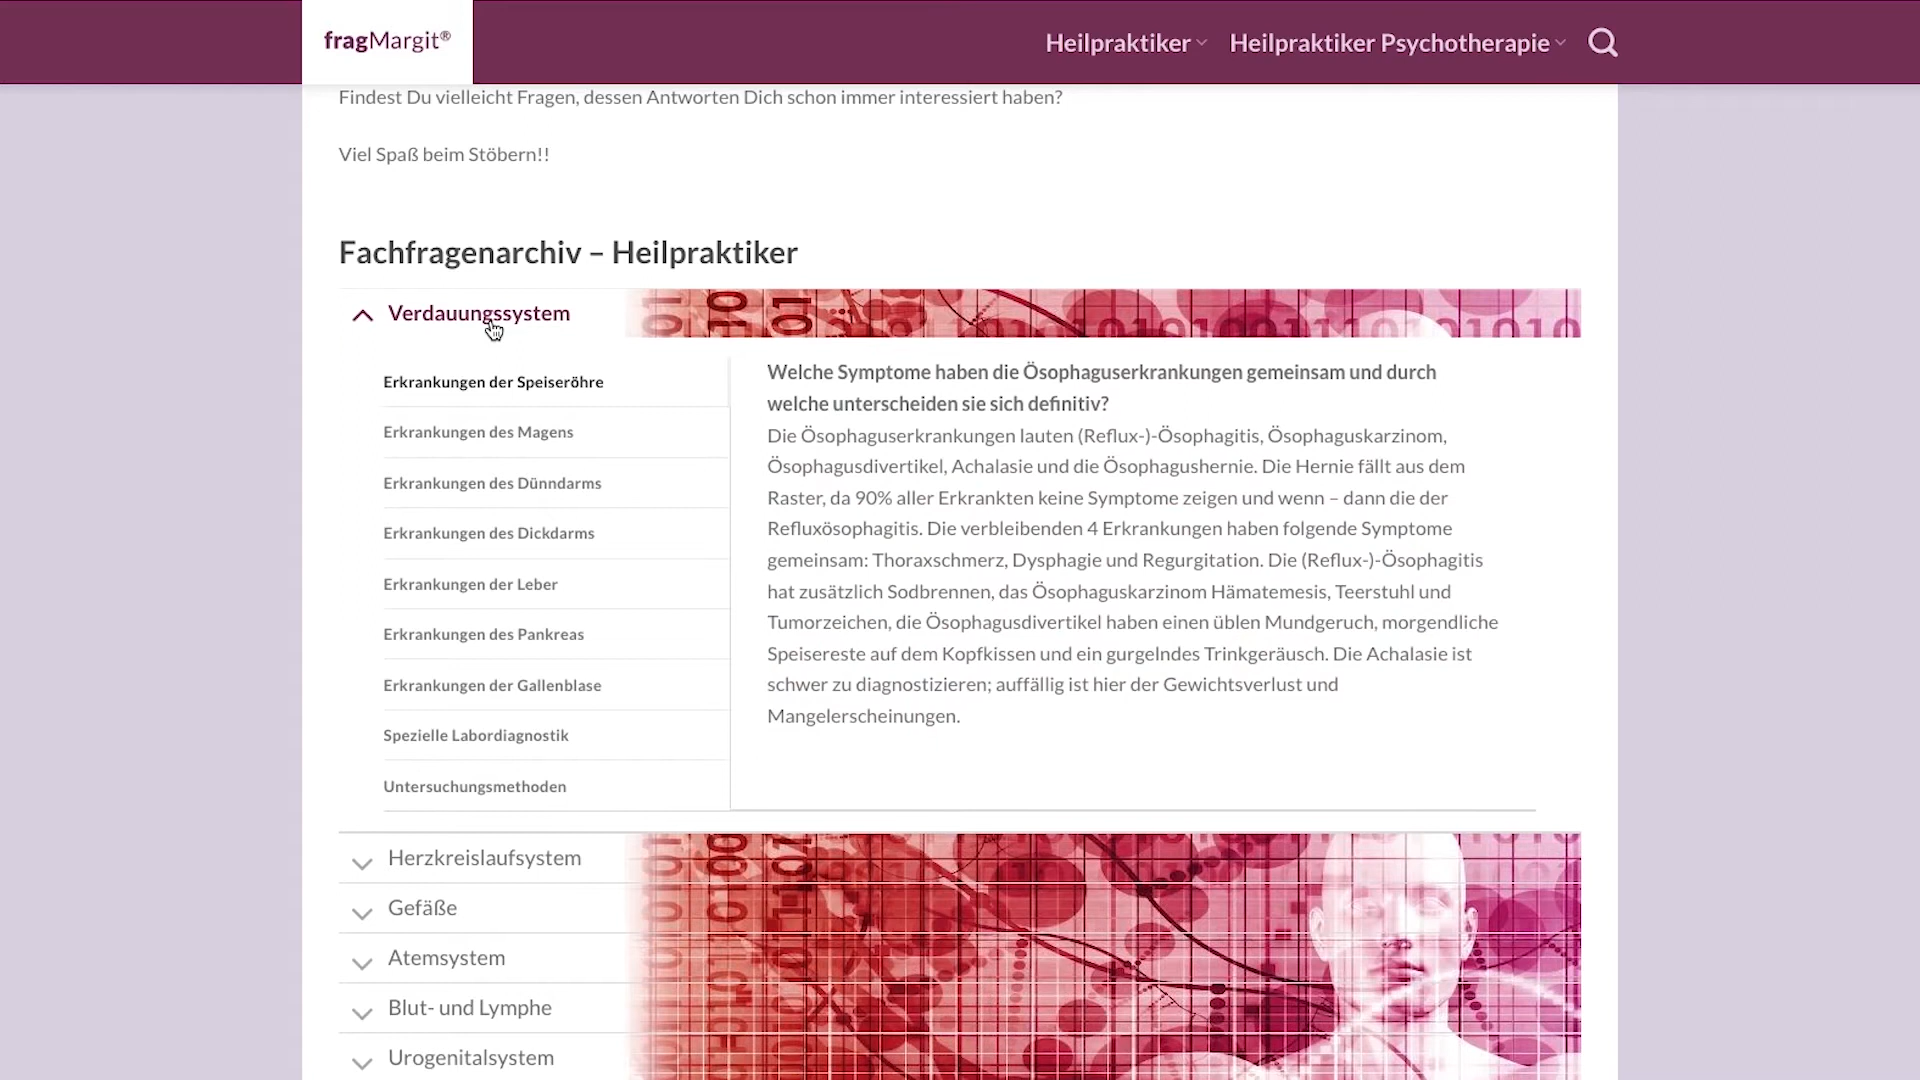 fragMargit®
Heilpraktiker
Heilpraktiker Psychotherapie
Findest Du vielleicht Fragen, dessen Antworten Dich schon immer interessiert haben?
Viel Spaß beim Stöbern!!
Fachfragenarchiv – Heilpraktiker
Verdauungssystem
Erkrankungen der Speiseröhre
Erkrankungen des Magens
Erkrankungen des Dünndarms
Erkrankungen des Dickdarms
Erkrankungen der Leber
Erkrankungen des Pankreas
Erkrankungen der Gallenblase
Spezielle Labordiagnostik
Untersuchungsmethoden
Welche Symptome haben die Ösophaguserkrankungen gemeinsam und durch
welche unterscheiden sie sich definitiv?
Die Ösophaguserkrankungen lauten (Reflux-)-Ösophagitis, Ösophaguskarzinom,
Ösophagusdivertikel, Achalasie und die Ösophagushernie. Die Hernie fällt aus dem
Raster, da 90% aller Erkrankten keine Symptome zeigen und wenn – dann die der
Refluxösophagitis. Die verbleibenden 4 Erkrankungen haben folgende Symptome
gemeinsam: Thoraxschmerz, Dysphagie und Regurgitation. Die (Reflux-)-Ösophagitis
hat zusätzlich Sodbrennen, das Ösophaguskarzinom Hämatemesis, Teerstuhl und
Tumorzeichen, die Ösophagusdivertikel haben einen üblen Mundgeruch, morgendliche
Speisereste auf dem Kopfkissen und ein gurgelndes Trinkgeräusch. Die Achalasie ist
schwer zu diagnostizieren; auffällig ist hier der Gewichtsverlust und
Mangelerscheinungen.
Herzkreislaufsystem
Gefäße
Atemsystem
Blut- und Lymphe
Urogenitalsystem